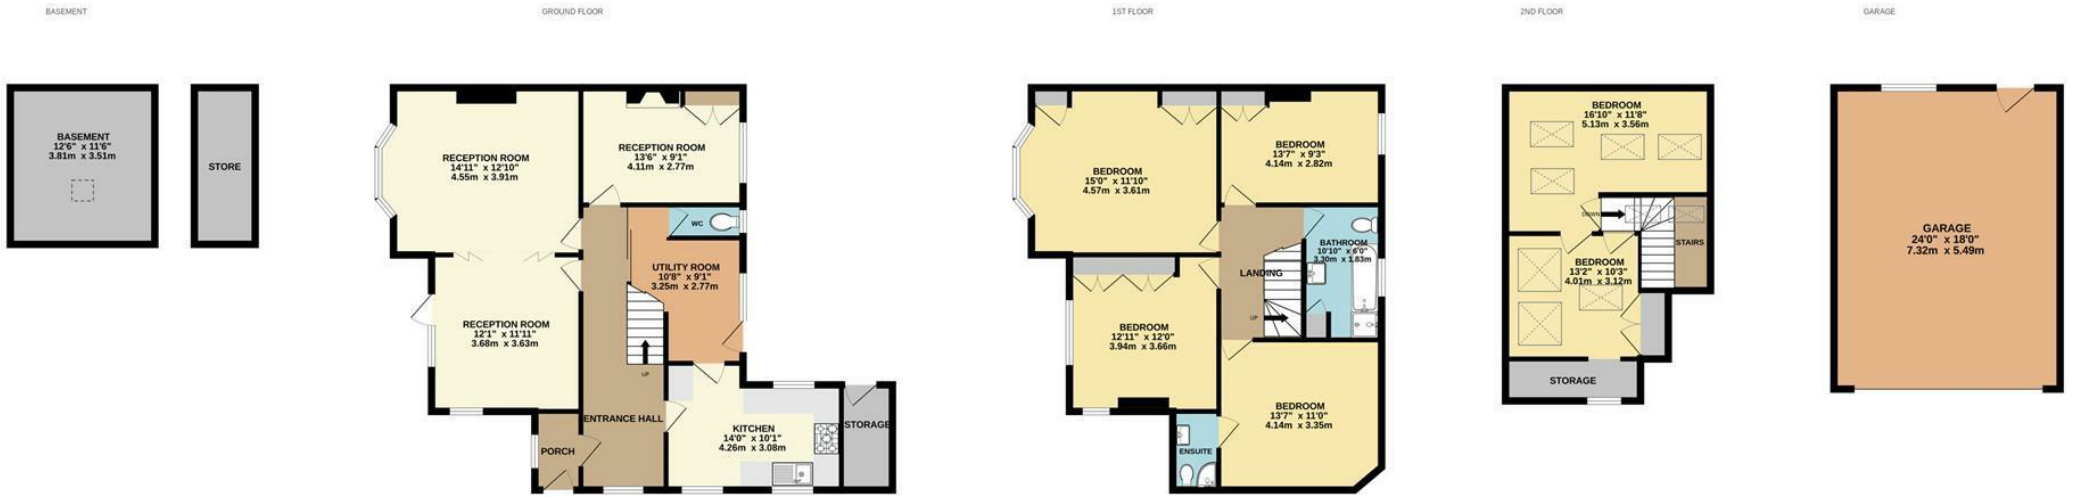 BASEMENT
GROUND FLOOR
1ST FLOOR
2ND FLOOR
GARAGE
BASEMENT
12'6" x 11'6"
3.81m x 3.51m
STORE
RECEPTION ROOM
14'11" x 12'10"
4.55m x 3.91m
RECEPTION ROOM
13'6" x 9'1"
4.11m x 2.77m
WC
UTILITY ROOM
10'8" x 9'1"
3.25m x 2.77m
RECEPTION ROOM
12'1" x 11'11"
3.68m x 3.63m
UP
ENTRANCE HALL
PORCH
KITCHEN
14'0" x 10'1"
4.26m x 3.08m
STORAGE
BEDROOM
15'0" x 11'10"
4.57m x 3.61m
BEDROOM
13'7" x 9'3"
4.14m x 2.82m
BATHROOM
10'10" x 6'0"
3.30m x 1.83m
LANDING
UP
BEDROOM
12'11" x 12'0"
3.94m x 3.66m
BEDROOM
13'7" x 11'0"
4.14m x 3.35m
ENSUITE
BEDROOM
16'10" x 11'8"
5.13m x 3.56m
DOWN
STAIRS
BEDROOM
13'2" x 10'3"
4.01m x 3.12m
STORAGE
GARAGE
24'0" x 18'0"
7.32m x 5.49m